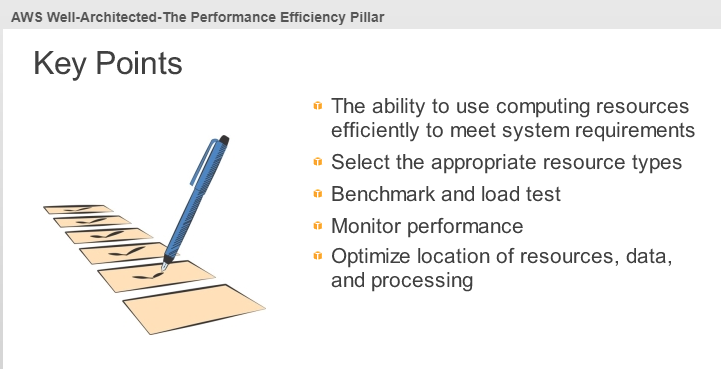 AWS Well-Architected-The Performance Efficiency Pillar
Key Points
The ability to use computing resources
efficiently to meet system requirements
Select the appropriate resource types
Benchmark and load test
Monitor performance
Optimize location of resources, data,
and processing